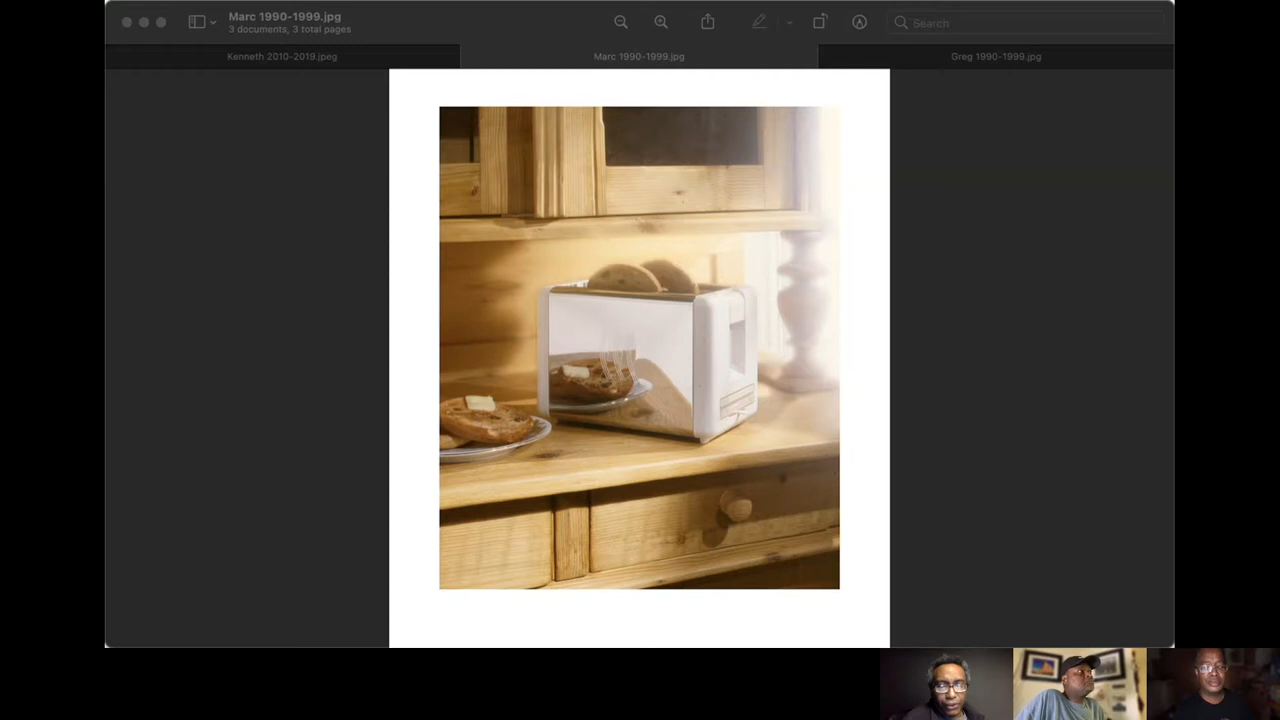 Marc 1990-1999.jpg
3 documents, 3 total pages
Search
Kenneth 2010-2019.jpeg
Marc 1990-1999.jpg
Greg 1990-1999.jpg